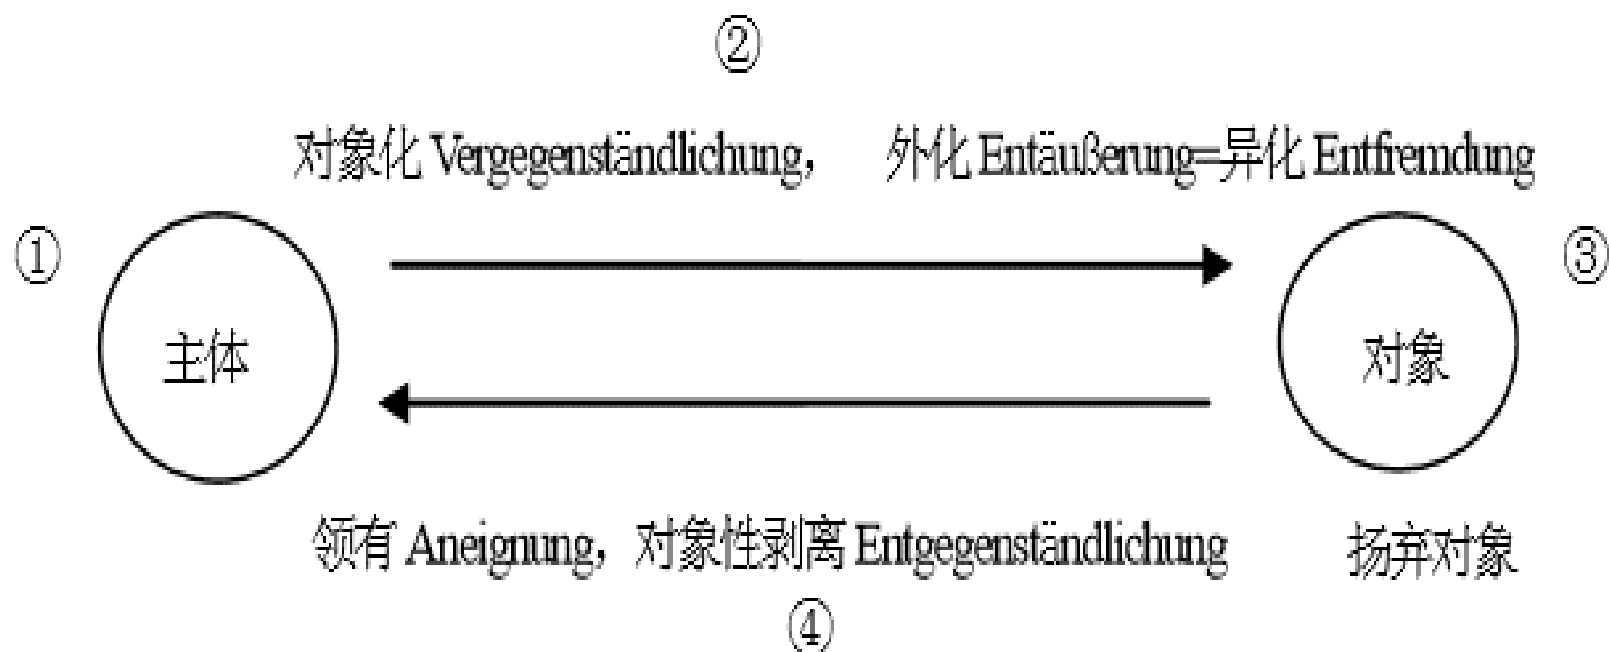 ②
对象化 Vergegenständlichung， 外化 Entäußerung=异化 Entfremdung
①
③
主体
对象
领有 Aneignung，对象性剥离 Entgegenständlichung
扬弃对象
④